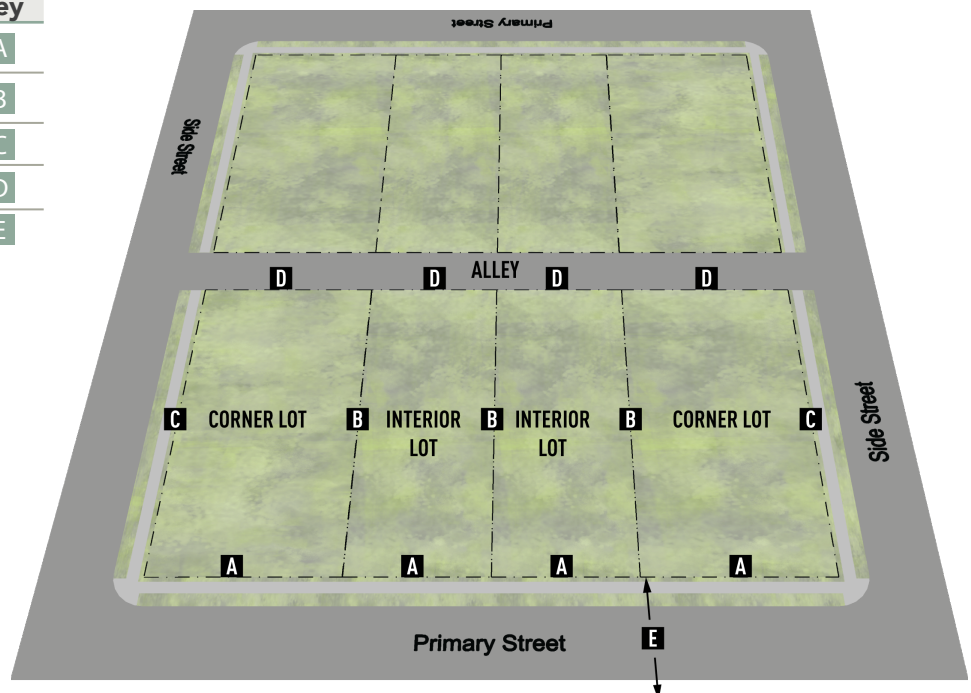 ey
A
B
C
D
E
Primary Street
Side Street
ALLEY
D
D
D
D
C
CORNER LOT
B
INTERIOR
LOT
B
INTERIOR
LOT
B
CORNER LOT
C
Side Street
A
A
A
A
Primary Street
E